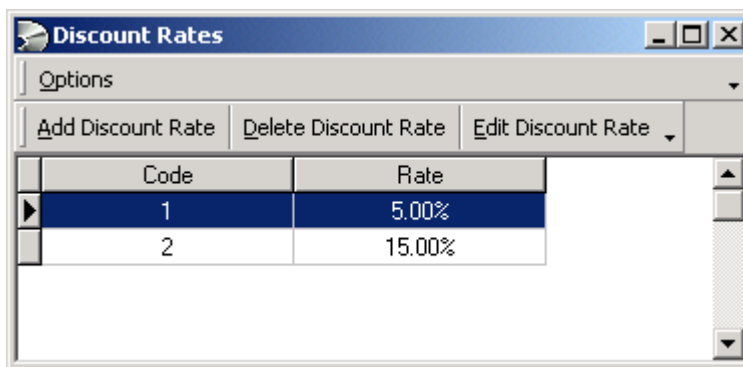 Discount Rates
Options
Add Discount Rate Delete Discount Rate Edit Discount Rate
Code Rate
1 5.00%
2 15.00%